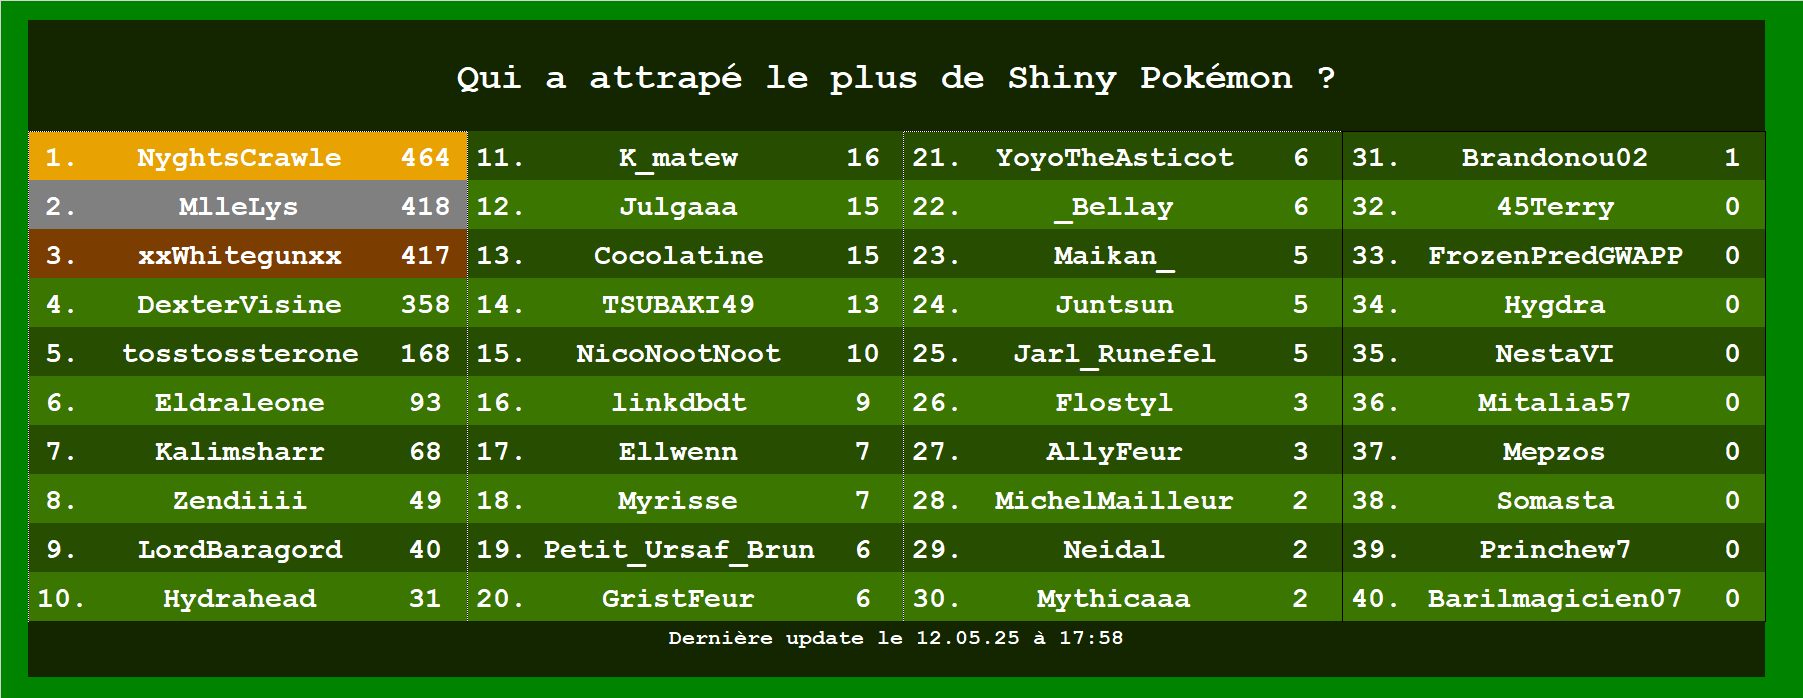 Qui a attrapé le plus de Shiny Pokémon ?
1. NyghtsCrawle 464
2. MlleLys 418
3. xxWhitegunxx 417
4. DexterVisine 358
5. tosstossterone 168
6. Eldraleone 93
7. Kalimsharr 68
8. Zendiiii 49
9. LordBaragord 40
10. Hydrahead 31
11. K_matew 16
12. Julgaaa 15
13. Cocolatine 15
14. TSUBAKI49 13
15. NicoNootNoot 10
16. linkdbdt 9
17. Ellwenn 7
18. Myrisse 7
19. Petit_Ursaf_Brun 6
20. GristFeur 6
21. YoyoTheAsticot 6
22. _Bellay 6
23. Maikan_ 5
24. Juntsun 5
25. Jarl_Runefel 5
26. Flostyl 3
27. AllyFeur 3
28. MichelMailleur 2
29. Neidal 2
30. Mythicaaa 2
31. Brandonou02 1
32. 45Terry 0
33. FrozenPredGWAPP 0
34. Hygdra 0
35. NestaVI 0
36. Mitalia57 0
37. Mepzos 0
38. Somasta 0
39. Princhew7 0
40. Barilmagicien07 0
Dernière update le 12.05.25 à 17:58